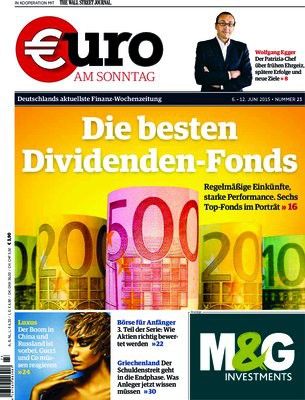 IN KOOPERATION MIT THE WALL STREET JOURNAL
€uro
AM SONNTAG
Wolfgang Egger
Der Patrizia-Chef
über frühen Ehrgeiz,
spätere Erfolge und
neue Ziele » 8
Deutschlands aktuellste Finanz-Wochenzeitung
6. – 12. JUNI 2015 • NUMMER 23
Die besten
Dividenden-Fonds
Regelmäßige Einkünfte,
starke Performance. Sechs
Top-Fonds im Porträt » 16
200
500
200
10
Luxus
Der Boom in
China und
Russland ist
vorbei, Gucci
und Co müs-
sen reagieren
»24
Börse für Anfänger
3. Teil der Serie: Wie
Aktien richtig bewer-
tet werden »22
Griechenland Der
Schuldenstreit geht
in die Endphase. Was
Anleger jetzt wissen
müssen »30
M&G
INVESTMENTS